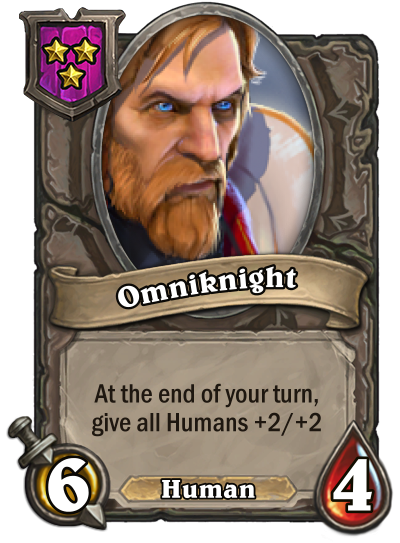 Omniknight
At the end of your turn,
give all Humans +2/+2
6
Human
4